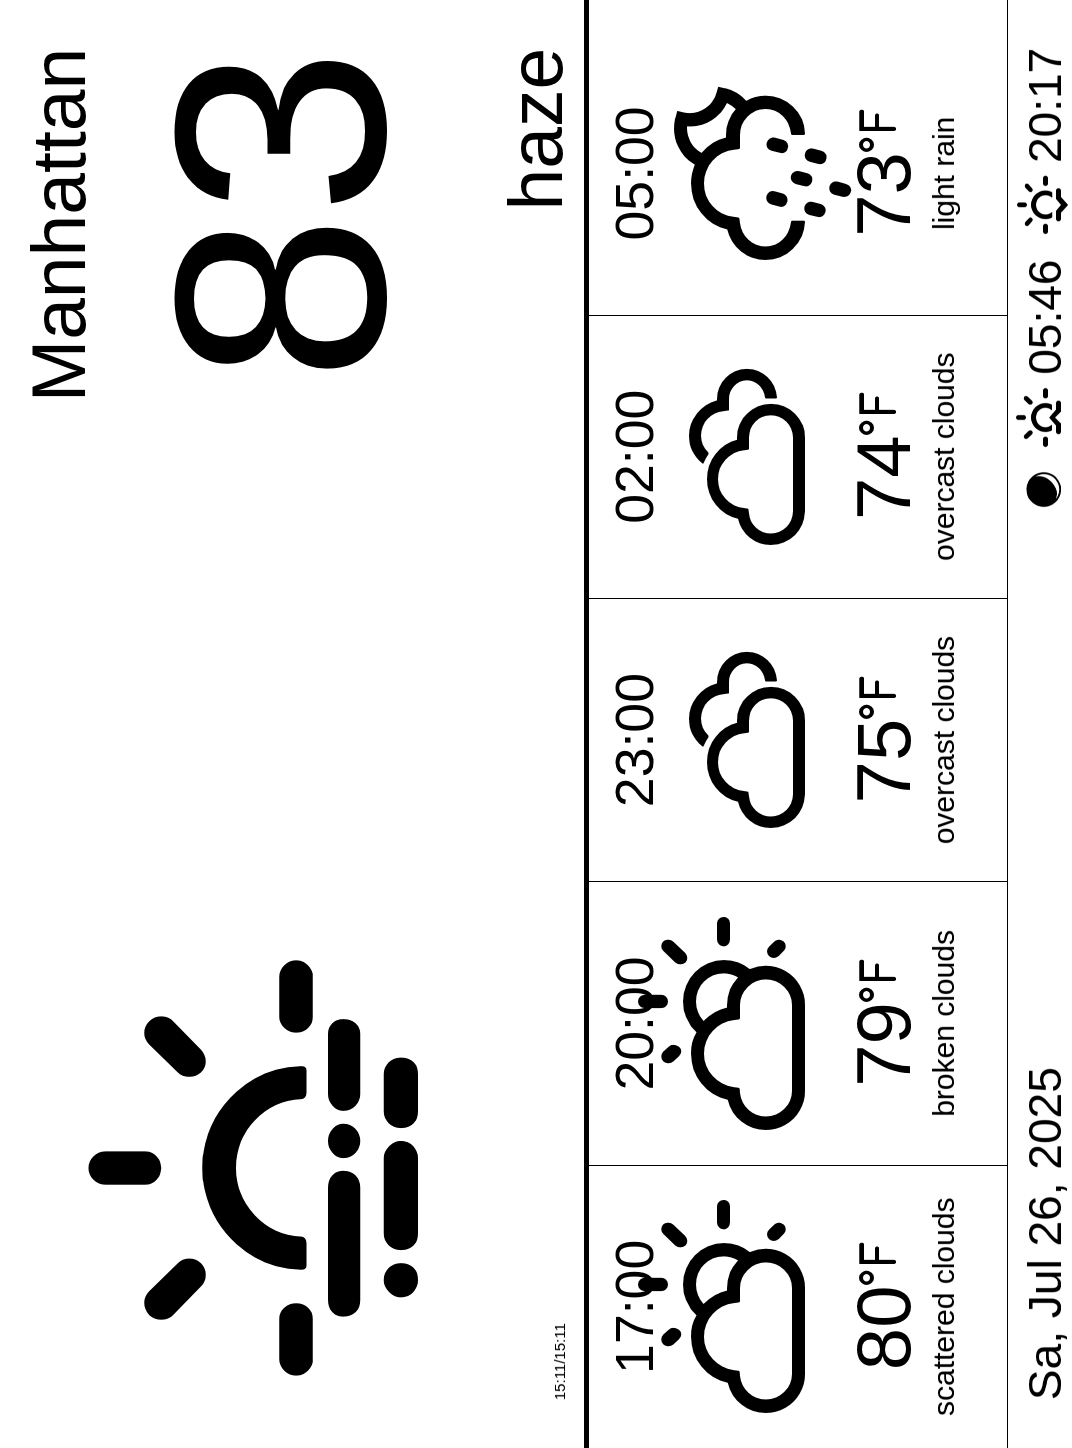 Manhattan
83
haze
15:11/15:11
17:00
80°F
scattered clouds
20:00
79°F
broken clouds
23:00
75°F
overcast clouds
02:00
74°F
overcast clouds
05:00
73°F
light rain
Sa, Jul 26, 2025
05:46 20:17